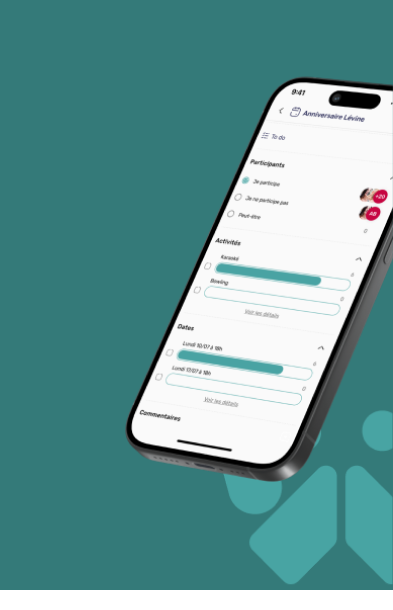 9:41
Anniversaire Lévine
To do
Participants
Je participe
+20
Je ne participe pas
AB
Peut-être
0
Activités
Karaoké
6
Bowling
0
Voir les détails
Dates
Lundi 10/07 à 18h
6
Lundi 10/07 à 18h
0
Voir les détails
Commentaires